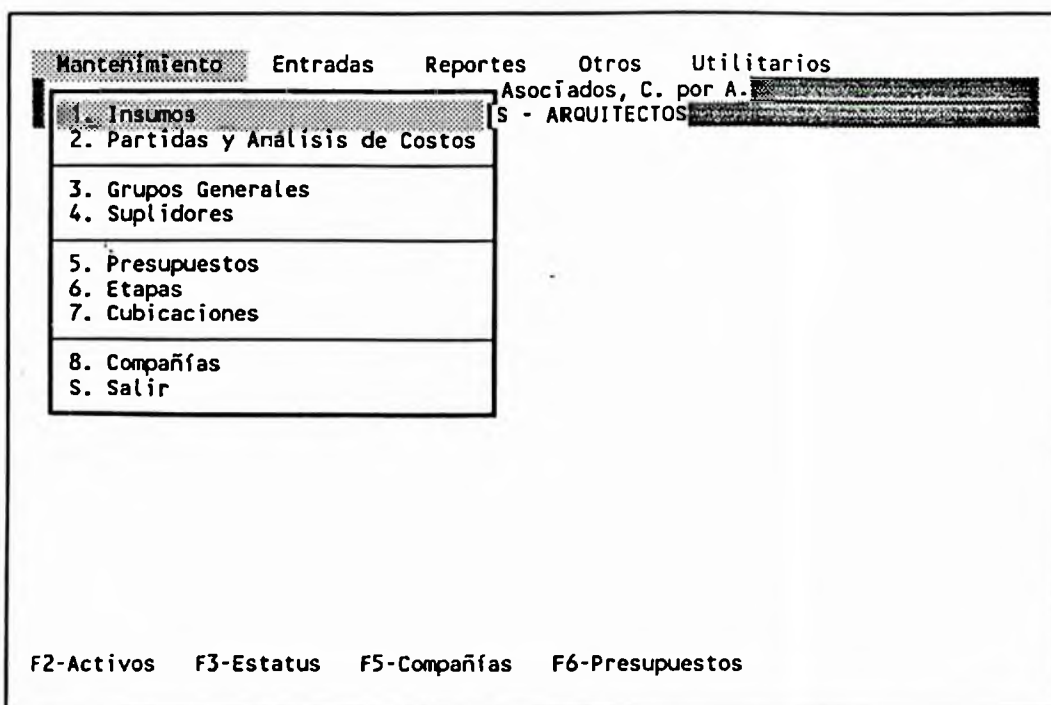 Mantenimiento Entradas Reportes Otros Utilitarios
Asociados, C. por A.
1. Insumos
S - ARQUITECTOS
2. Partidas y Análisis de Costos
3. Grupos Generales
4. Suplidores
5. Presupuestos
6. Etapas
7. Cubicaciones
8. Compañías
S. Salir
F2-Activos F3-Estatus F5-Compañías F6-Presupuestos